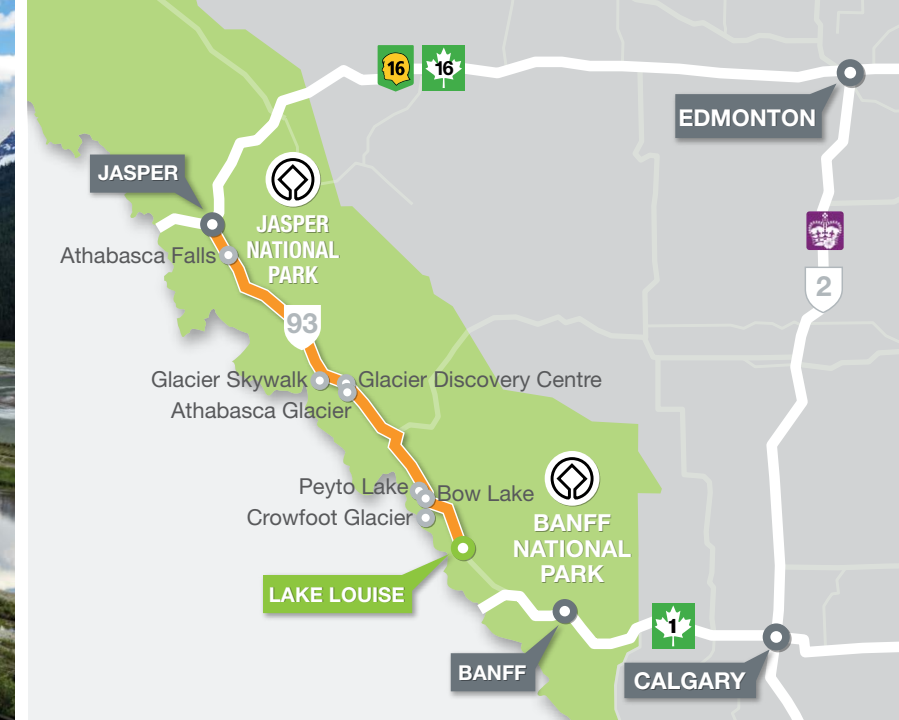 16
16
EDMONTON
JASPER
JASPER
NATIONAL
PARK
Athabasca Falls
2
93
Glacier Skywalk
Glacier Discovery Centre
Athabasca Glacier
Peyto Lake
Bow Lake
Crowfoot Glacier
BANFF
NATIONAL
PARK
LAKE LOUISE
1
BANFF
CALGARY